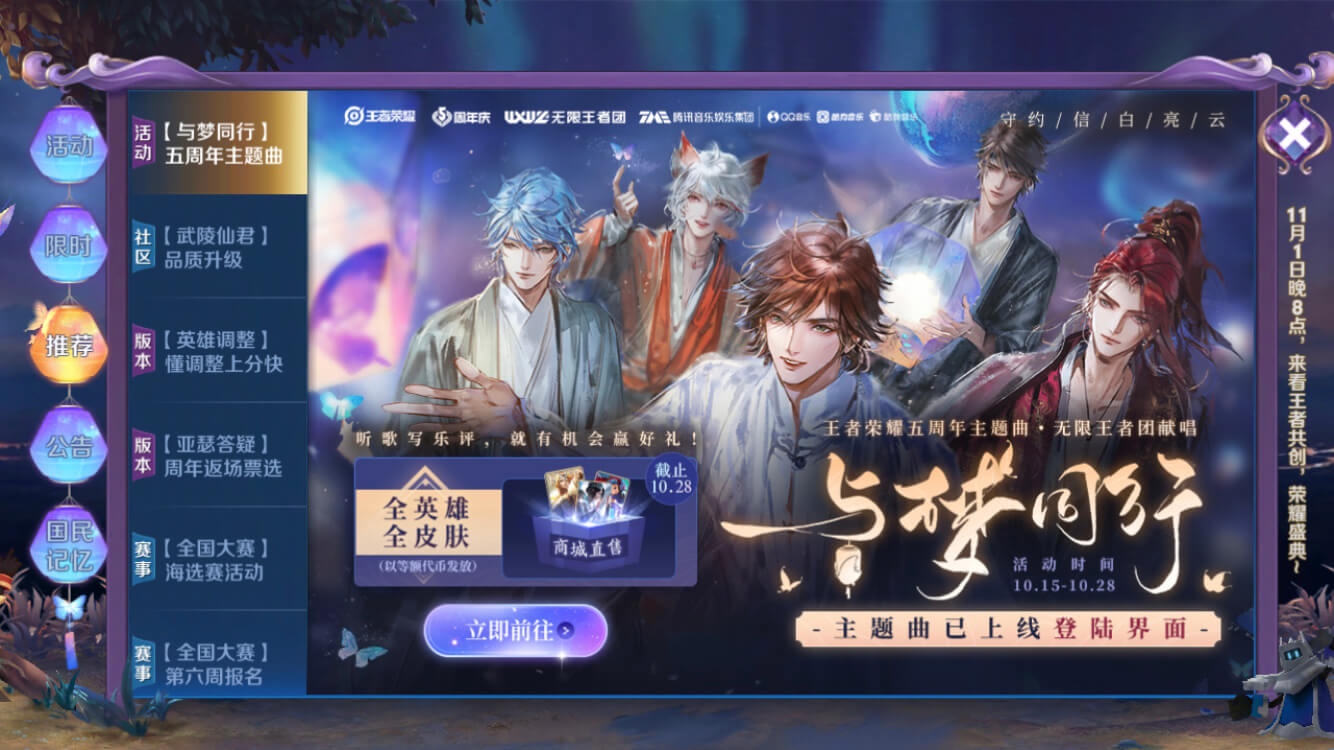 活动
限时
推荐
公告
国民
记忆
活动
【与梦同行】
五周年主题曲
社区
【武陵仙君】
品质升级
版本
【英雄调整】
懂调整上分快
版本
【亚瑟答疑】
周年返场票选
赛事
【全国大赛】
海选赛活动
赛事
【全国大赛】
第六周报名
王者荣耀
5周年庆
无限王者团
TME腾讯音乐娱乐集团
QQ音乐
酷狗音乐
守约/信/白/亮/云
听歌写乐评，就有机会赢好礼！
全英雄
全皮肤
(以等额代币发放)
商城直售
截止
10.28
立即前往
王者荣耀五周年主题曲·无限王者团献唱
与梦同行
活动时间
10.15-10.28
-主题曲已上线登陆界面-
11月1日晚8点，来看王者共创，荣耀盛典~